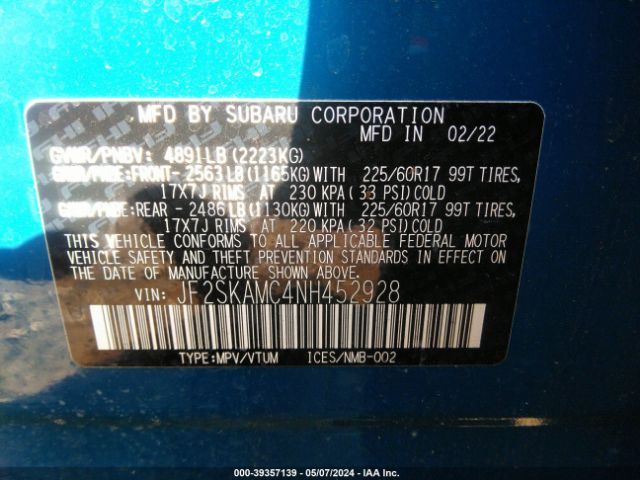 MFD BY SUBARU CORPORATION
MFD IN 02/22
GVWR/PNBV: 4891LB(2223KG)
GAWR/PNBE:FRONT-2563LB(1165KG)WITH 225/60R17 99T TIRES,
17X7J RIMS AT 230 KPA(33 PSI)COLD
GAWR/PNBE:REAR -2486LB(1130KG)WITH 225/60R17 99T TIRES,
17X7J RIMS AT 220 KPA(32 PSI)COLD
THIS VEHICLE CONFORMS TO ALL APPLICABLE FEDERAL MOTOR
VEHICLE SAFETY, BUMPER, AND THEFT PREVENTION STANDARDS IN EFFECT
ON THE DATE OF MANUFACTURE SHOWN ABOVE.
VIN: JF2SKAMC4NH452928
TYPE:MPV/VTUM ICES/NMB-002
000-39357139 - 05/07/2024 - IAA Inc.